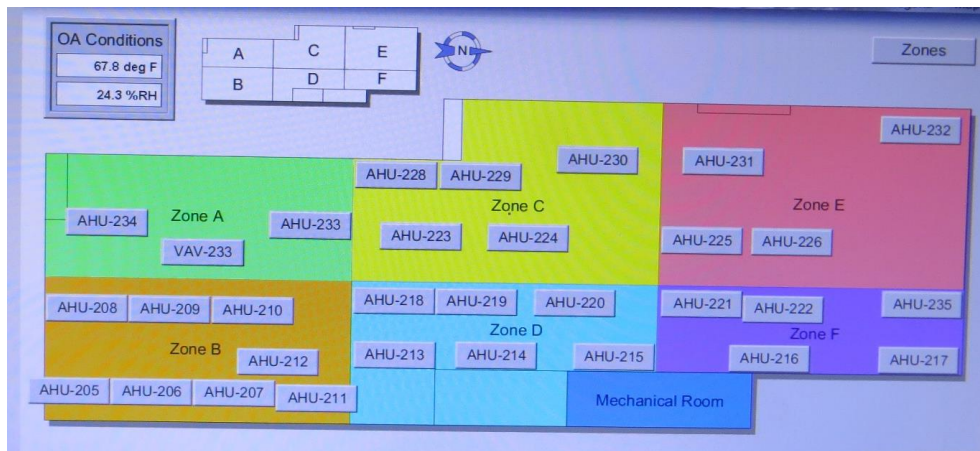 OA Conditions
67.8 deg F
24.3 %RH
A C E
B D F
N
Zones
AHU-232
AHU-230
AHU-231
AHU-228 AHU-229
Zone C
Zone E
AHU-234 Zone A AHU-233
AHU-223 AHU-224
AHU-225 AHU-226
VAV-233
AHU-208 AHU-209 AHU-210
AHU-218 AHU-219 AHU-220
AHU-221 AHU-222 AHU-235
Zone D
Zone F
Zone B
AHU-212
AHU-213 AHU-214 AHU-215
AHU-216 AHU-217
AHU-205 AHU-206 AHU-207 AHU-211
Mechanical Room